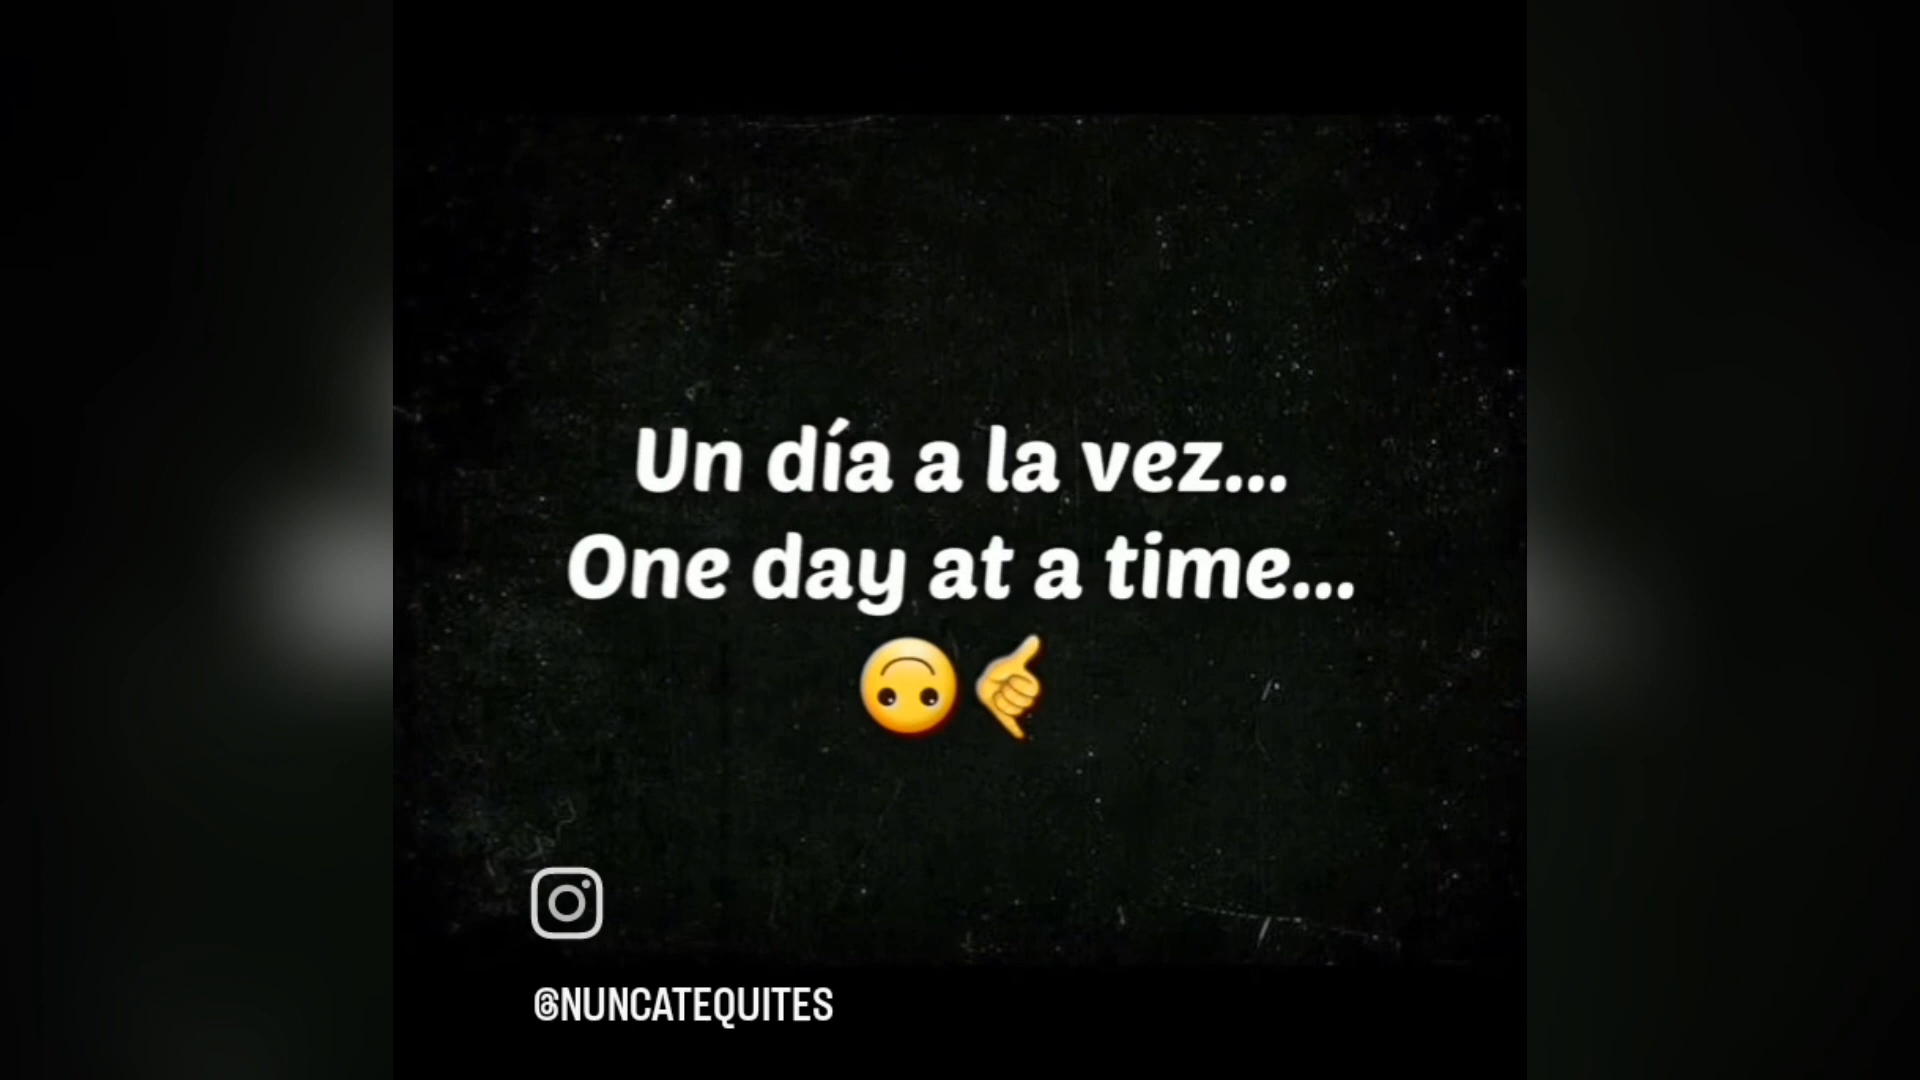 Un día a la vez...
One day at a time...
🙃🤙
@NUNCATEQUITES